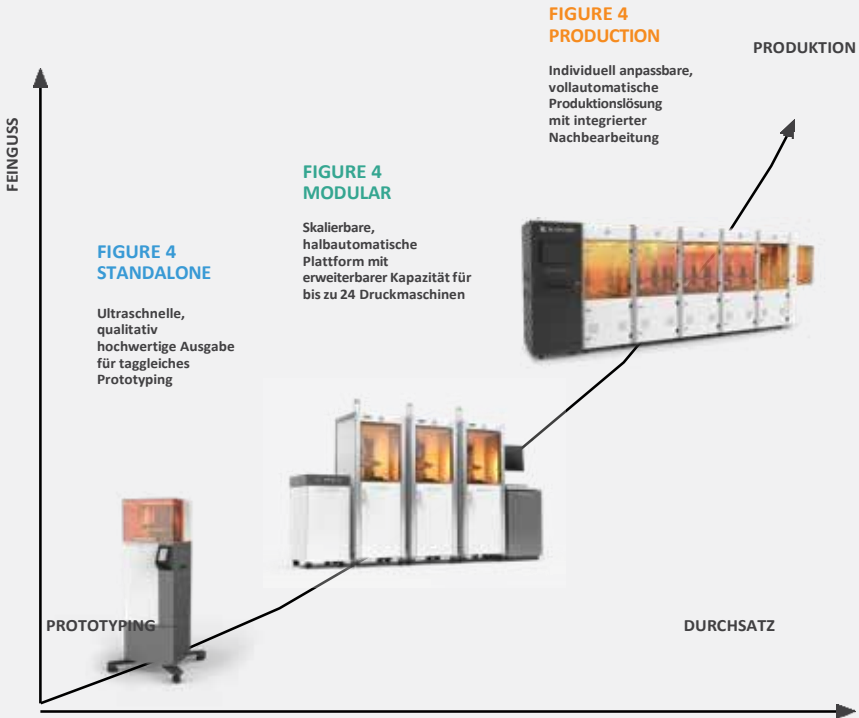 FIGURE 4
PRODUCTION
Individuell anpassbare,
vollautomatische
Produktionslösung
mit integrierter
Nachbearbeitung
PRODUKTION
FEINGUSS
FIGURE 4
MODULAR
Skalierbare,
halbautomatische
Plattform mit
erweiterbarer Kapazität für
bis zu 24 Druckmaschinen
FIGURE 4
STANDALONE
Ultraschnelle,
qualitativ
hochwertige Ausgabe
für taggleiches
Prototyping
PROTOTYPING
DURCHSATZ